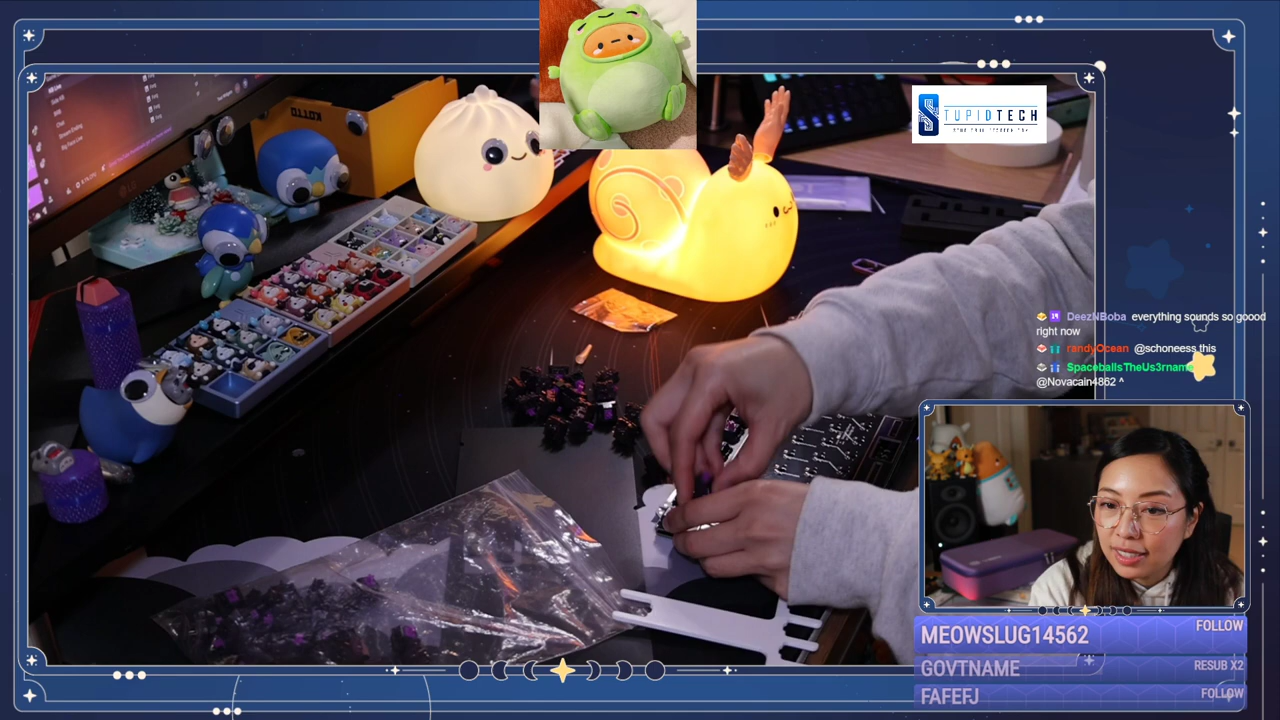 STUPIDTECH
DeezNBoba everything sounds so goood
right now
randyOcean @schoneess this
SpaceballsTheUs3rname
@Novacain4862 ^
MEOWSLUG14562 FOLLOW
GOVTNAME RESUB X2
FAFEFJ FOLLOW